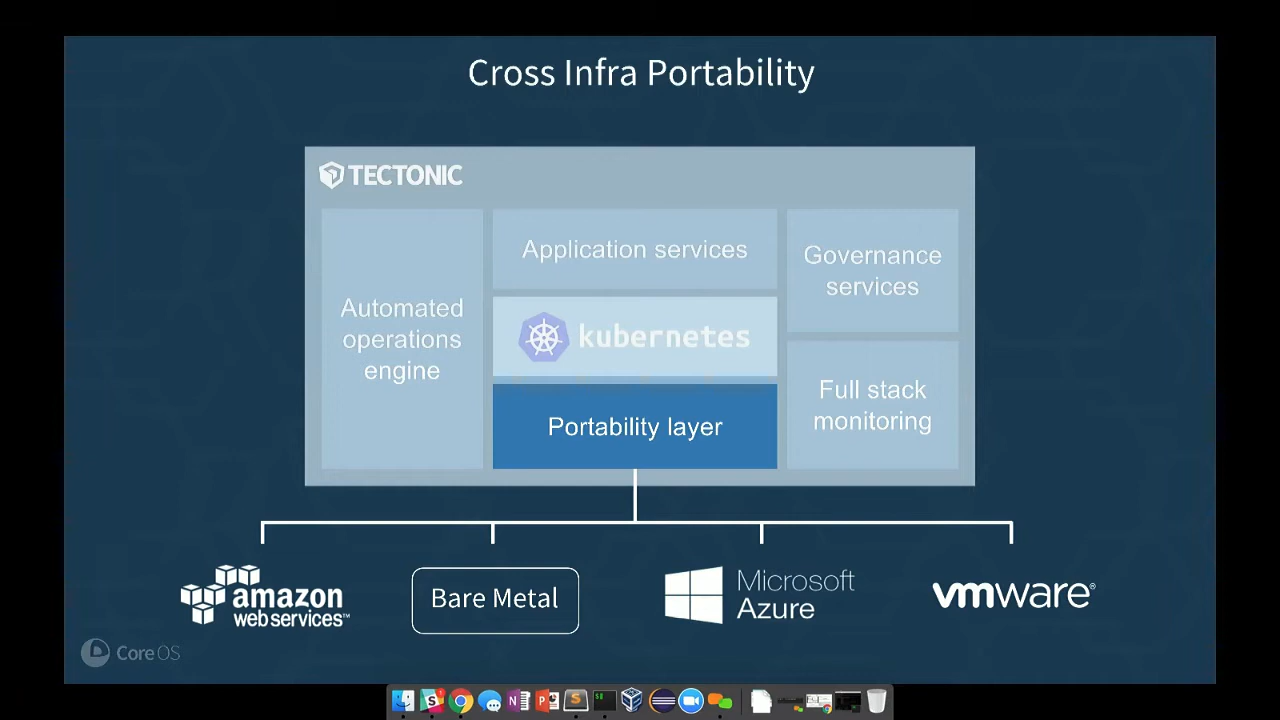 Cross Infra Portability
TECTONIC
Automated
operations
engine
Application services
kubernetes
Portability layer
Governance
services
Full stack
monitoring
amazon
web services™
Bare Metal
Microsoft
Azure
vmware®
CoreOS